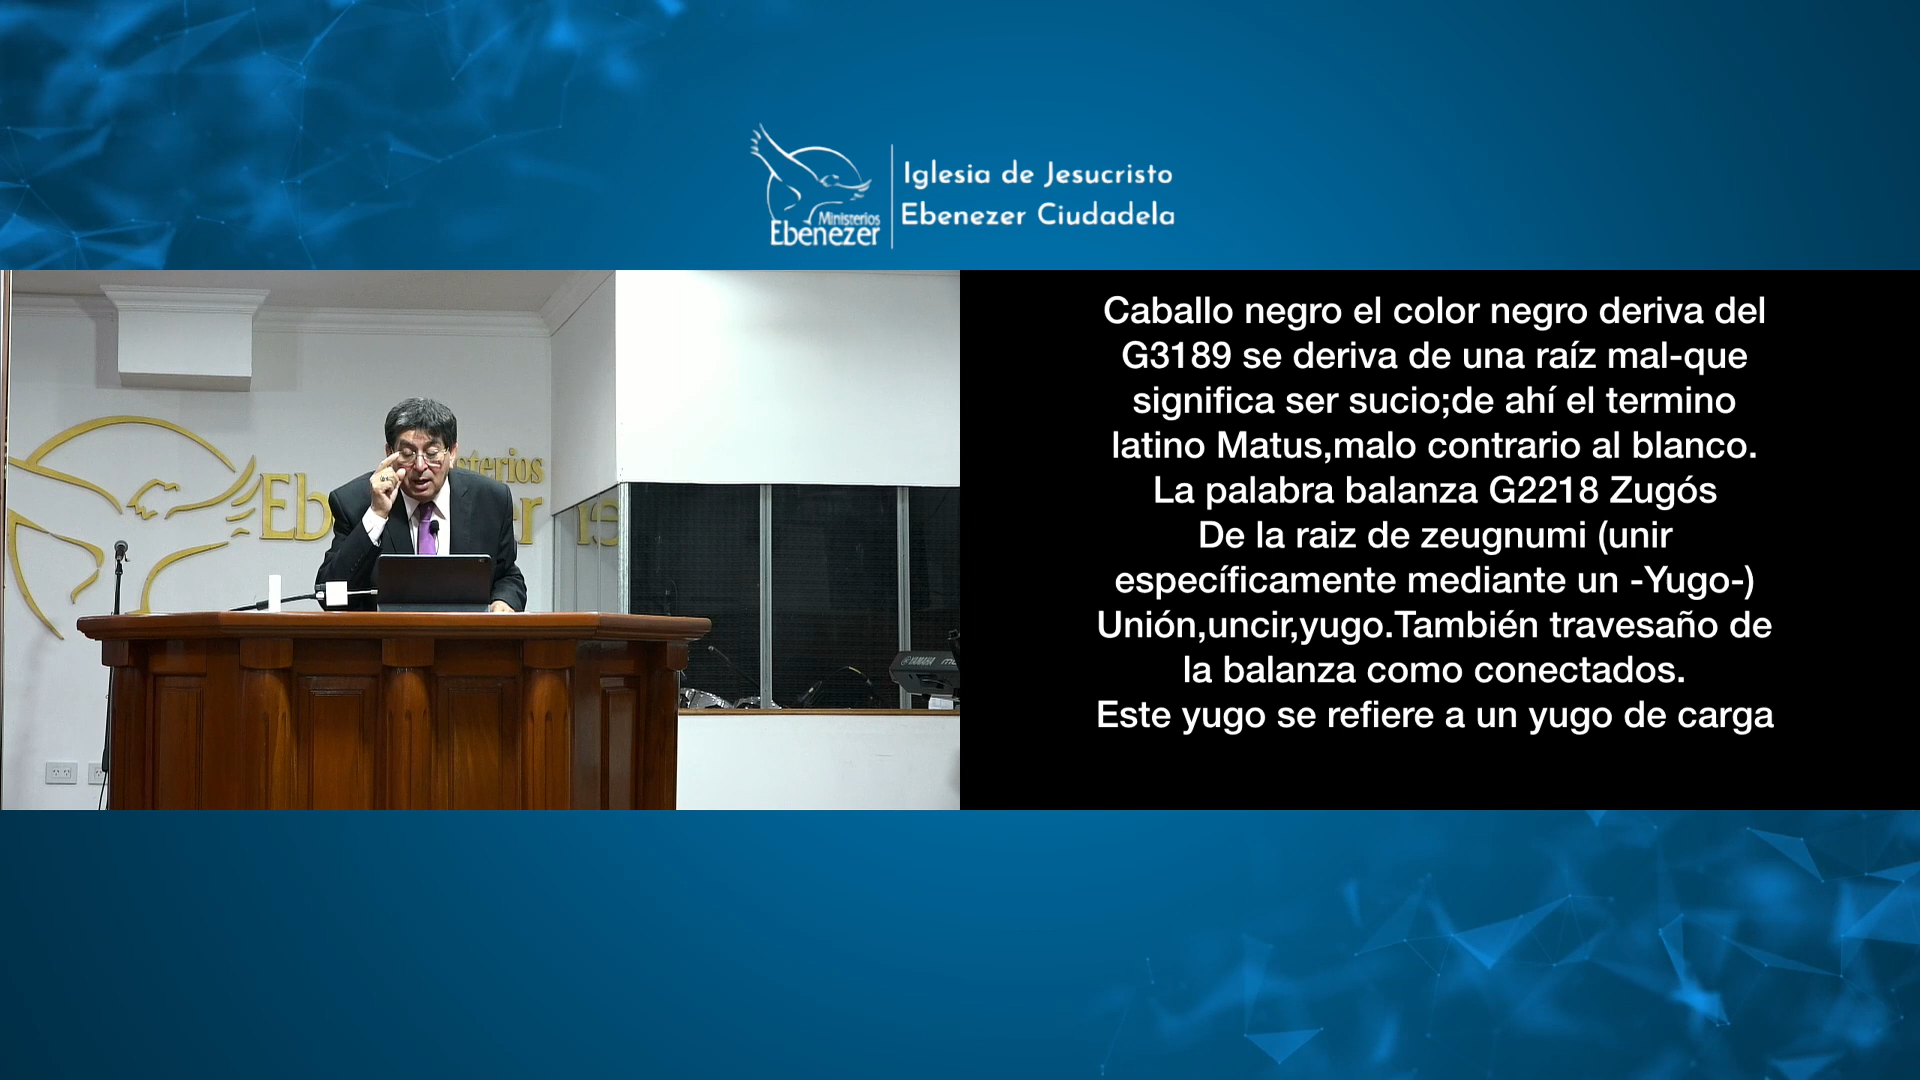 Ministerios
Ebenezer
Iglesia de Jesucristo
Ebenezer Ciudadela
Caballo negro el color negro deriva del
G3189 se deriva de una raíz mal-que
significa ser sucio;de ahí el termino
latino Matus,malo contrario al blanco.
La palabra balanza G2218 Zugós
De la raiz de zeugnumi (unir
específicamente mediante un -Yugo-)
Unión,uncir,yugo.También travesaño de
la balanza como conectados.
Este yugo se refiere a un yugo de carga
YAMAHA